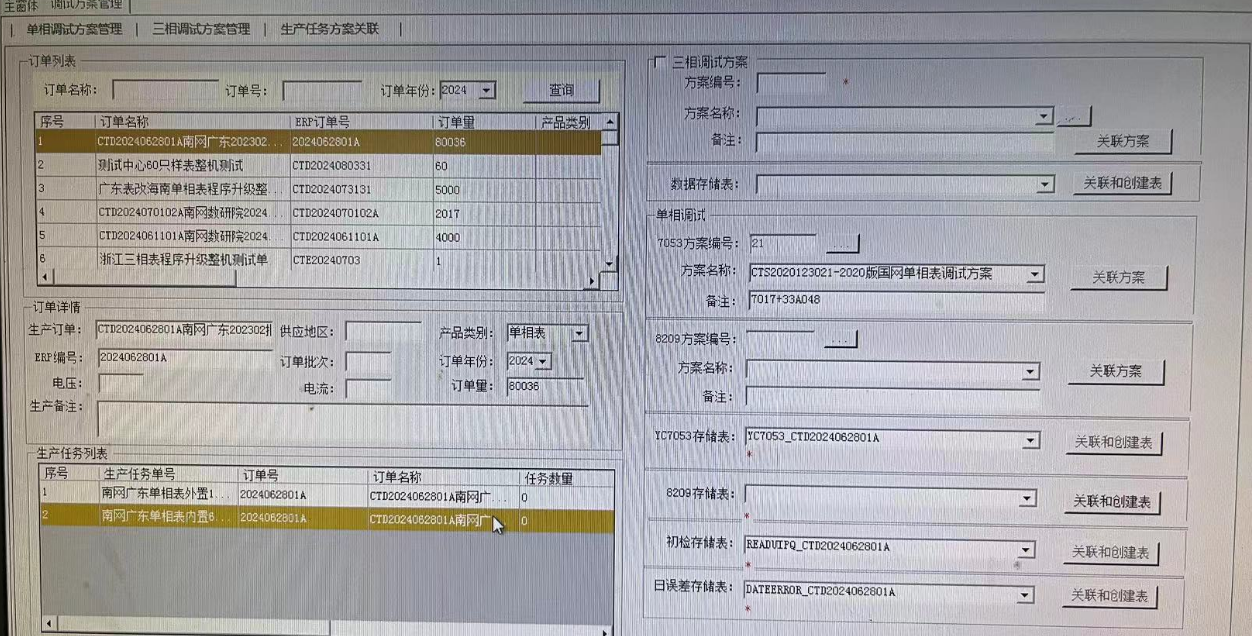 主窗体 调试方案管理
单相调试方案管理 三相调试方案管理 生产任务方案关联
订单列表
订单名称: 订单号: 订单年份: 2024 查询
序号 订单名称 ERP订单号 订单量 产品类别
1 CTD2024062801A南网广东202302... 2024062801A 80036
2 测试中心60只样表整机测试 CTD2024080331 60
3 广东表改海南单相表程序升级整... CTD2024073131 5000
4 CTD2024070102A南网数研院2024... CTD2024070102A 2017
5 CTD2024061101A南网数研院2024... CTD2024061101A 4000
6 浙江三相表程序升级整机测试单 CTE20240703 1
订单详情
生产订单: CTD2024062801A南网广东202302 供应地区: 产品类别: 单相表
ERP编号: 2024062801A 订单批次: 订单年份: 2024
电压: 电流: 订单量: 80036
生产备注:
生产任务列表
序号 生产任务单号 订单号 订单名称 任务数量
1 南网广东单相表外置1... 2024062801A CTD2024062801A南网广... 0
2 南网广东单相表内置6... 2024062801A CTD2024062801A南网广 0
三相调试方案
方案编号: *
方案名称: ...
备注: 关联方案
数据存储表: 关联和创建表
单相调试
7053方案编号: 21 ...
方案名称: CTS2020123021-2020版国网单相表调试方案 关联方案
备注: 7017+33A048
8209方案编号: ...
方案名称: 关联方案
备注:
YC7053存储表: YC7053_CTD2024062801A 关联和创建表
*
8209存储表: 关联和创建表
*
初检存储表: READUIPQ_CTD2024062801A 关联和创建表
*
日误差存储表: DATEERROR_CTD2024062801A 关联和创建表
*